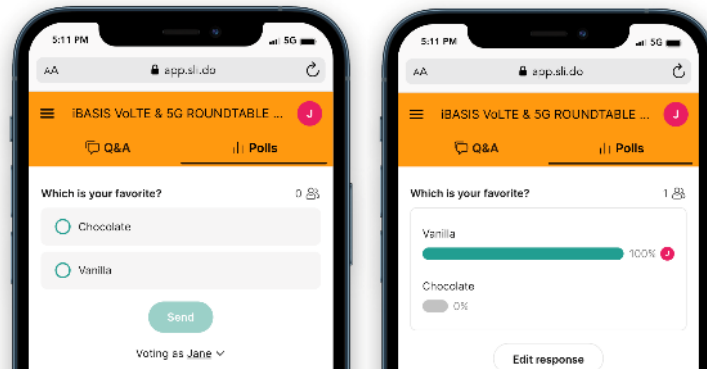 5:11 PM
5G
AA
app.sli.do
iBASIS VoLTE & 5G ROUNDTABLE ...
J
Q&A
Polls
Which is your favorite?
0
Chocolate
Vanilla
Send
Voting as Jane
5:11 PM
5G
AA
app.sli.do
iBASIS VoLTE & 5G ROUNDTABLE ...
J
Q&A
Polls
Which is your favorite?
1
Vanilla
100% J
Chocolate
0%
Edit response